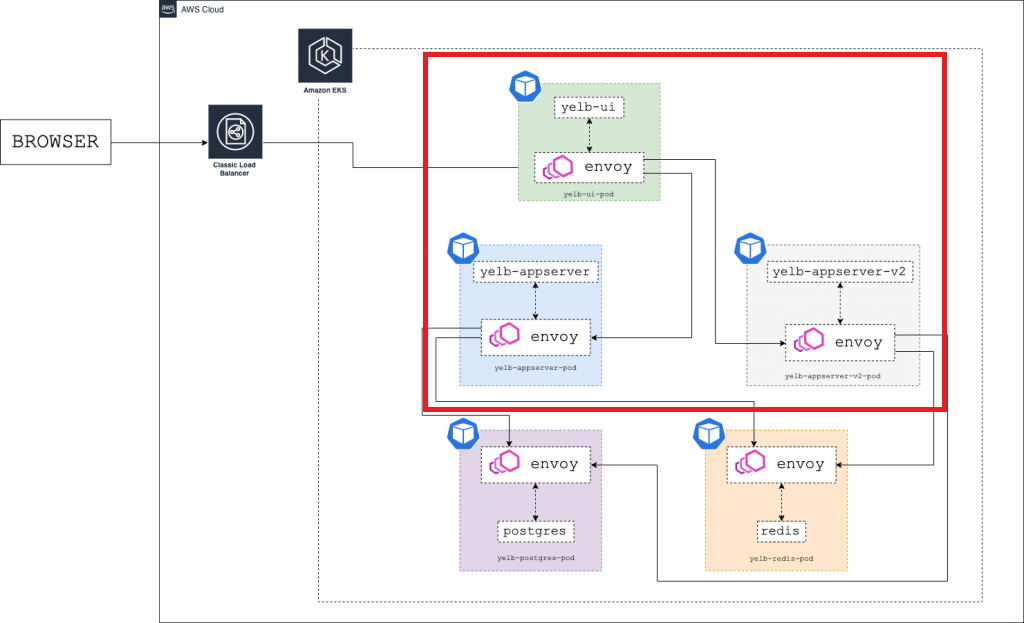 aws
AWS Cloud
K
Amazon EKS
BROWSER
Classic Load
Balancer
yelb-ui
envoy
yelb-ui-pod
yelb-appserver
envoy
yelb-appserver-pod
yelb-appserver-v2
envoy
yelb-appserver-v2-pod
envoy
postgres
yelb-postgres-pod
envoy
redis
yelb-redis-pod